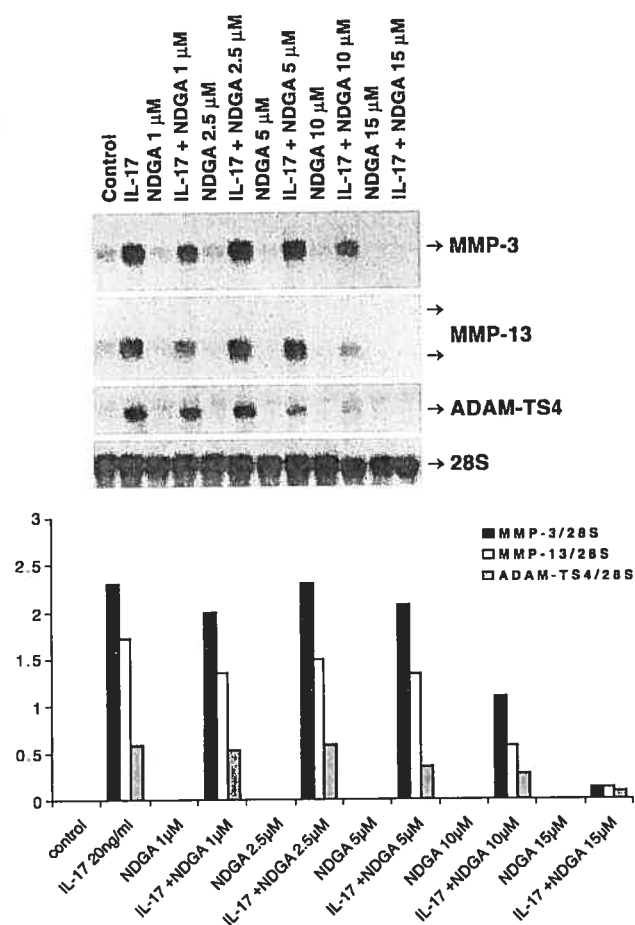 Control
IL-17
NDGA 1 μM
IL-17 + NDGA 1 μM
NDGA 2.5 μM
IL-17 + NDGA 2.5 μM
NDGA 5 μM
IL-17 + NDGA 5 μM
NDGA 10 μM
IL-17 + NDGA 10 μM
NDGA 15 μM
IL-17 + NDGA 15 μM
→ MMP-3
→
MMP-13
→
→ ADAM-TS4
→ 28S
3
2.5
2
1.5
1
0.5
0
MMP-3/28S
MMP-13/28S
ADAM-TS4/28S
control
IL-17 20ng/ml
NDGA 1μM
IL-17 +NDGA 1μM
NDGA 2.5μM
IL-17 +NDGA 2.5μM
NDGA 5μM
IL-17 +NDGA 5μM
NDGA 10μM
IL-17 +NDGA 10μM
NDGA 15μM
IL-17 +NDGA 15μM